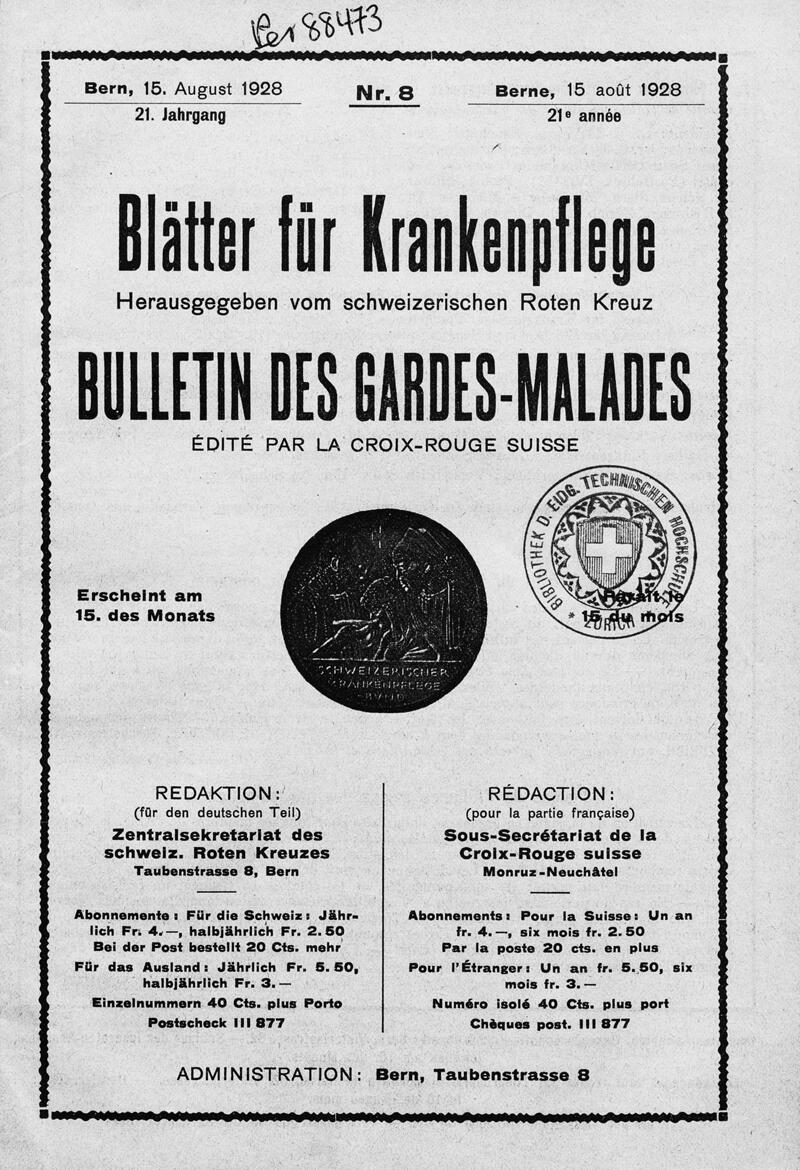 Per 88473
Bern, 15. August 1928
21. Jahrgang
Nr. 8
Berne, 15 août 1928
21e année
Blätter für Krankenpflege
Herausgegeben vom schweizerischen Roten Kreuz
BULLETIN DES GARDES-MALADES
ÉDITÉ PAR LA CROIX-ROUGE SUISSE
BIBLIOTHEK D. EIDG. TECHNISCHEN HOCHSCHULE
* ZÜRICH *
Erscheint am
15. des Monats
SCHWEIZERISCHER
KRANKENPFLEGE
BUND
Paraît le
15 du mois
REDAKTION:
(für den deutschen Teil)
Zentralsekretariat des
schweiz. Roten Kreuzes
Taubenstrasse 8, Bern
Abonnemente: Für die Schweiz: Jähr-
lich Fr. 4.—, halbjährlich Fr. 2.50
Bei der Post bestellt 20 Cts. mehr
Für das Ausland: Jährlich Fr. 5.50,
halbjährlich Fr. 3.—
Einzelnummern 40 Cts. plus Porto
Postscheck III 877
RÉDACTION:
(pour la partie française)
Sous-Secrétariat de la
Croix-Rouge suisse
Monruz-Neuchâtel
Abonnements: Pour la Suisse: Un an
fr. 4.—, six mois fr. 2.50
Par la poste 20 cts. en plus
Pour l'Étranger: Un an fr. 5.50, six
mois fr. 3.—
Numéro isolé 40 Cts. plus port
Chèques post. III 877
ADMINISTRATION: Bern, Taubenstrasse 8